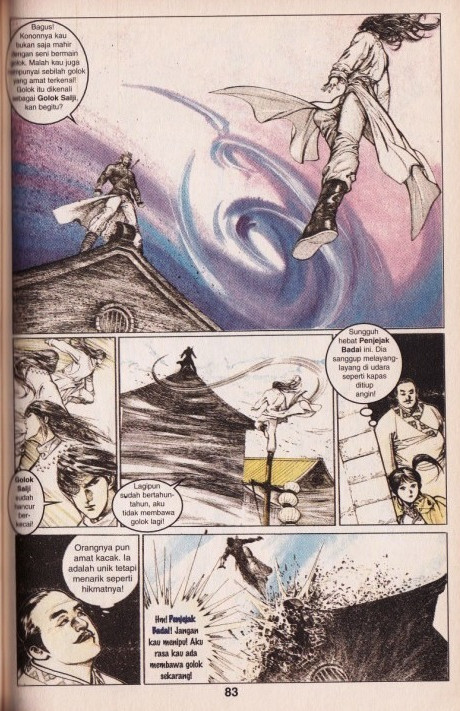 Bagus!
Kononnya kau
bukan saja mahir
dengan seni bermain
golok. Malah kau juga
mempunyai sebilah golok
yang amat terkenal!
Golok itu dikenali
sebagai Golok Salji,
kan begitu?
Sungguh
hebat Penjejak
Badai ini. Dia
sanggup melayang-
layang di udara
seperti kapas
ditiup
angin!
Golok
Salji
sudah
hancur
ber-
kecai!
Lagipun
sudah bertahun-
tahun, aku
tidak membawa
golok lagi!
Orangnya pun
amat kacak. Ia
adalah unik tetapi
menarik seperti
hikmatnya!
Hm! Penjejak
Badai! Jangan
kau menipu! Aku
rasa kau ada
membawa golok
sekarang!
83